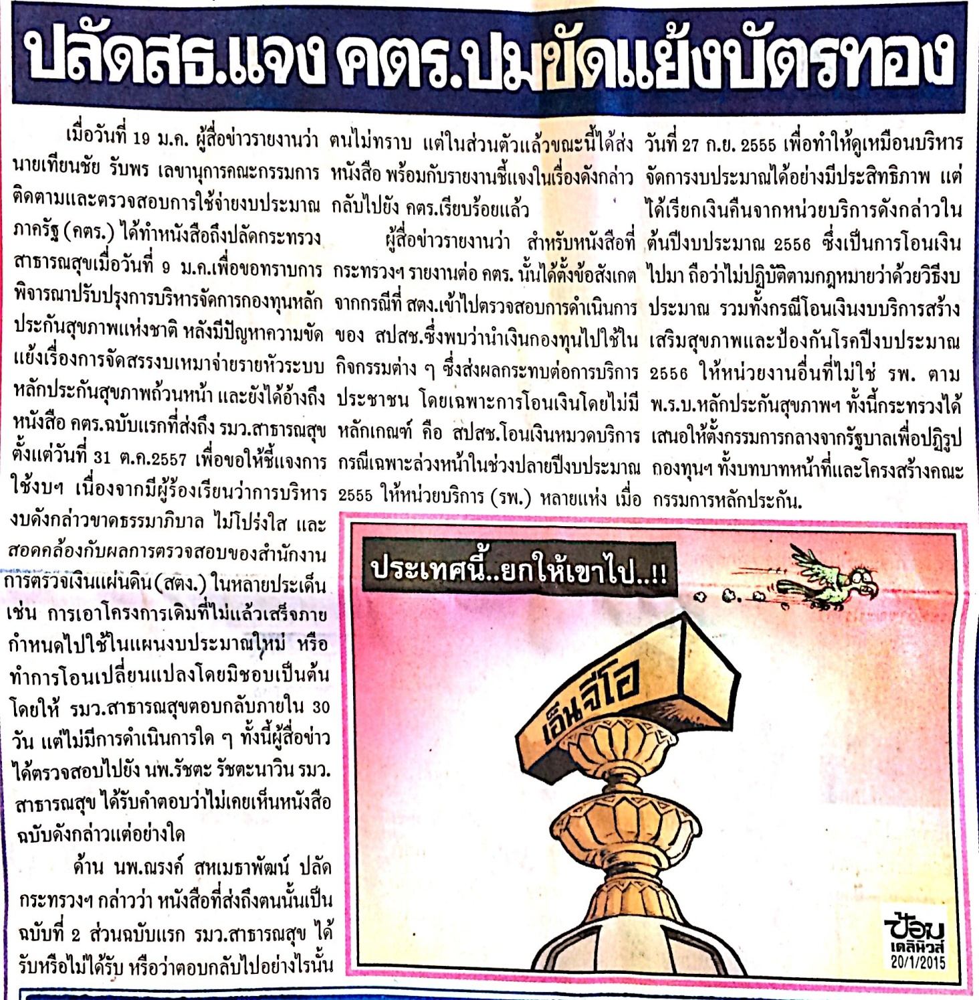 ปลัดสธ.แจง คตร.ปมขัดแย้งบัตรทอง
เมื่อวันที่ 19 ม.ค. ผู้สื่อข่าวรายงานว่า
นายเทียนชัย รับพร เลขานุการคณะกรรมการ
ติดตามและตรวจสอบการใช้จ่ายงบประมาณ
ภาครัฐ (คตร.) ได้ทำหนังสือถึงปลัดกระทรวง
สาธารณสุขเมื่อวันที่ 9 ม.ค.เพื่อขอทราบการ
พิจารณาปรับปรุงการบริหารจัดการกองทุนหลัก
ประกันสุขภาพแห่งชาติ หลังมีปัญหาความขัด
แย้งเรื่องการจัดสรรงบเหมาจ่ายรายหัวระบบ
หลักประกันสุขภาพถ้วนหน้า และยังได้อ้างถึง
หนังสือ คตร.ฉบับแรกที่ส่งถึง รมว.สาธารณสุข
ตั้งแต่วันที่ 31 ต.ค.2557 เพื่อขอให้ชี้แจงการ
ใช้งบฯ เนื่องจากมีผู้ร้องเรียนว่าการบริหาร
งบดังกล่าวขาดธรรมาภิบาล ไม่โปร่งใส และ
สอดคล้องกับผลการตรวจสอบของสำนักงาน
การตรวจเงินแผ่นดิน (สตง.) ในหลายประเด็น
เช่น การเอาโครงการเดิมที่ไม่แล้วเสร็จภาย
กำหนดไปใช้ในแผนงบประมาณใหม่ หรือ
ทำการโอนเปลี่ยนแปลงโดยมิชอบเป็นต้น
โดยให้ รมว.สาธารณสุขตอบกลับภายใน 30
วัน แต่ไม่มีการดำเนินการใด ๆ ทั้งนี้ผู้สื่อข่าว
ได้ตรวจสอบไปยัง นพ.รัชตะ รัชตะนาวิน รมว.
สาธารณสุข ได้รับคำตอบว่าไม่เคยเห็นหนังสือ
ฉบับดังกล่าวแต่อย่างใด
ด้าน นพ.ณรงค์ สหเมธาพัฒน์ ปลัด
กระทรวงฯ กล่าวว่า หนังสือที่ส่งถึงตนนั้นเป็น
ฉบับที่ 2 ส่วนฉบับแรก รมว.สาธารณสุข ได้
รับหรือไม่ได้รับ หรือว่าตอบกลับไปอย่างไรนั้น
ตนไม่ทราบ แต่ในส่วนตัวแล้วขณะนี้ได้ส่ง
หนังสือ พร้อมกับรายงานชี้แจงในเรื่องดังกล่าว
กลับไปยัง คตร.เรียบร้อยแล้ว
ผู้สื่อข่าวรายงานว่า สำหรับหนังสือที่
กระทรวงฯ รายงานต่อ คตร. นั้นได้ตั้งข้อสังเกต
จากกรณีที่ สตง.เข้าไปตรวจสอบการดำเนินการ
ของ สปสช.ซึ่งพบว่านำเงินกองทุนไปใช้ใน
กิจกรรมต่าง ๆ ซึ่งส่งผลกระทบต่อการบริการ
ประชาชน โดยเฉพาะการโอนเงินโดยไม่มี
หลักเกณฑ์ คือ สปสช.โอนเงินหมวดบริการ
กรณีเฉพาะล่วงหน้าในช่วงปลายปีงบประมาณ
2555 ให้หน่วยบริการ (รพ.) หลายแห่ง เมื่อ
วันที่ 27 ก.ย. 2555 เพื่อทำให้ดูเหมือนบริหาร
จัดการงบประมาณได้อย่างมีประสิทธิภาพ แต่
ได้เรียกเงินคืนจากหน่วยบริการดังกล่าวใน
ต้นปีงบประมาณ 2556 ซึ่งเป็นการโอนเงิน
ไปมา ถือว่าไม่ปฏิบัติตามกฎหมายว่าด้วยวิธีงบ
ประมาณ รวมทั้งกรณีโอนเงินงบบริการสร้าง
เสริมสุขภาพและป้องกันโรคปีงบประมาณ
2556 ให้หน่วยงานอื่นที่ไม่ใช่ รพ. ตาม
พ.ร.บ.หลักประกันสุขภาพฯ ทั้งนี้กระทรวงได้
เสนอให้ตั้งกรรมการกลางจากรัฐบาลเพื่อปฏิรูป
กองทุนฯ ทั้งบทบาทหน้าที่และโครงสร้างคณะ
กรรมการหลักประกัน.
ประเทศนี้..ยกให้เขาไป..!!
เอ็นจีโอ
ป้อม
เดลินิวส์
20/1/2015